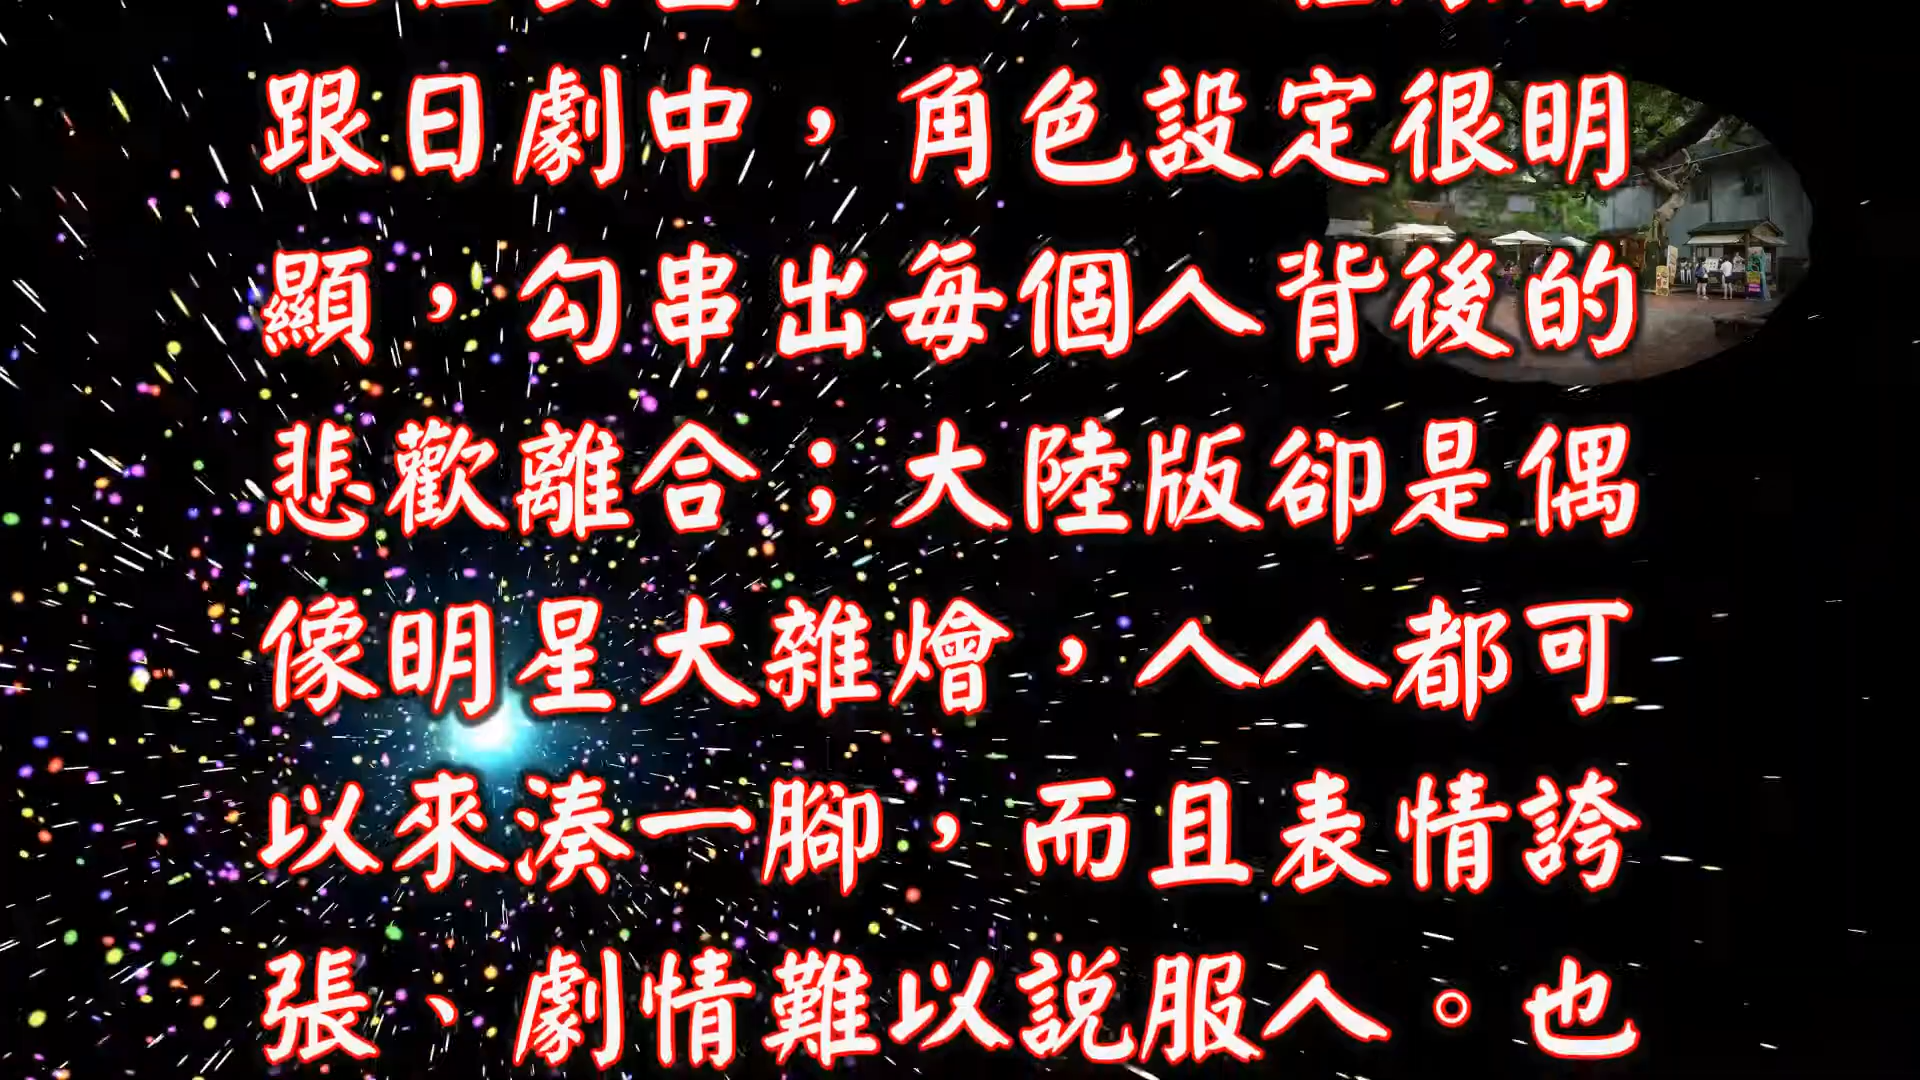 跟日劇中，角色設定很明
顯，勾串出每個人背後的
悲歡離合；大陸版卻是偶
像明星大雜燴，人人都可
以來湊一腳，而且表情誇
張、劇情難以說服人。也